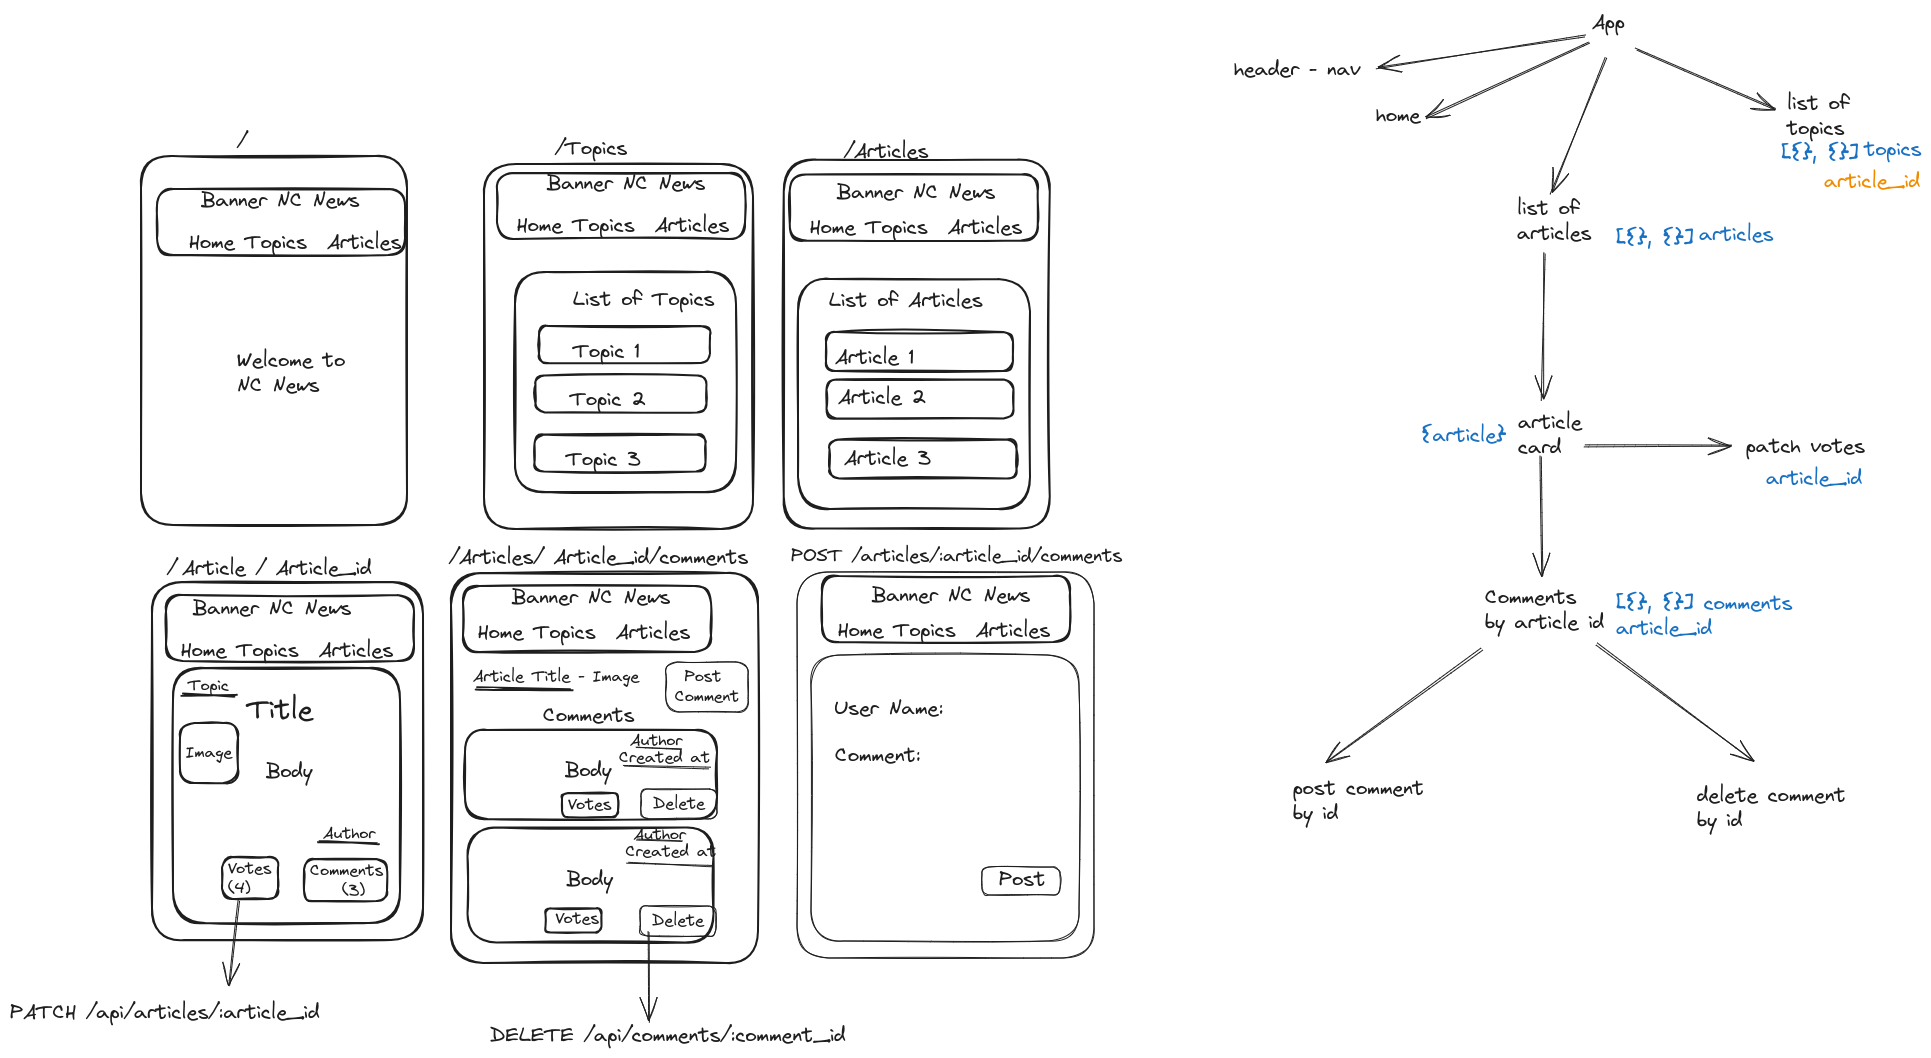 /
Banner NC News
Home Topics Articles
Welcome to
NC News
/Topics
Banner NC News
Home Topics Articles
List of Topics
Topic 1
Topic 2
Topic 3
/Articles
Banner NC News
Home Topics Articles
List of Articles
Article 1
Article 2
Article 3
/ Article / Article_id
Banner NC News
Home Topics Articles
Topic
Title
Image
Body
Author
Votes
(4)
Comments
(3)
PATCH /api/articles/:article_id
/Articles/ Article_id/comments
Banner NC News
Home Topics Articles
Article Title - Image
Post
Comment
Comments
Author
Created at
Body
Votes
Delete
Author
Created at
Body
Votes
Delete
DELETE /api/comments/:comment_id
POST /articles/:article_id/comments
Banner NC News
Home Topics Articles
User Name:
Comment:
Post
App
header - nav
home
list of
topics
[{}, {}] topics
article_id
list of
articles
[{}, {}] articles
{article}
article
card
patch votes
article_id
Comments
by article id
[{}, {}] comments
article_id
post comment
by id
delete comment
by id